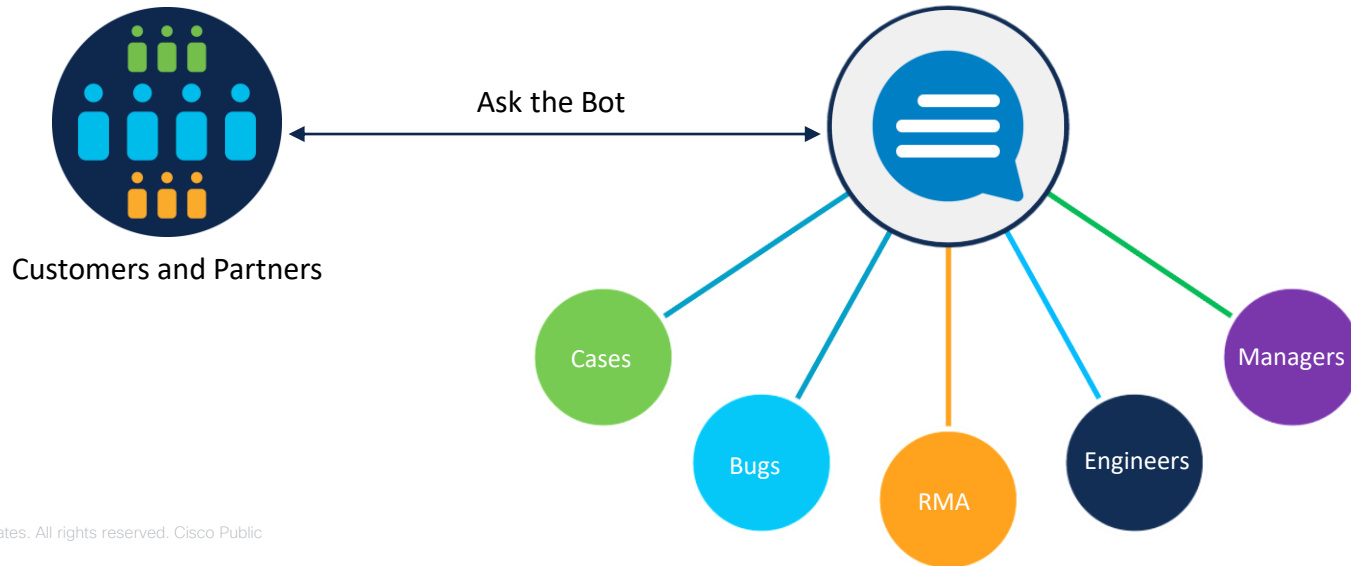 Ask the Bot
Customers and Partners
Cases
Managers
Bugs
Engineers
RMA
ates. All rights reserved. Cisco Public